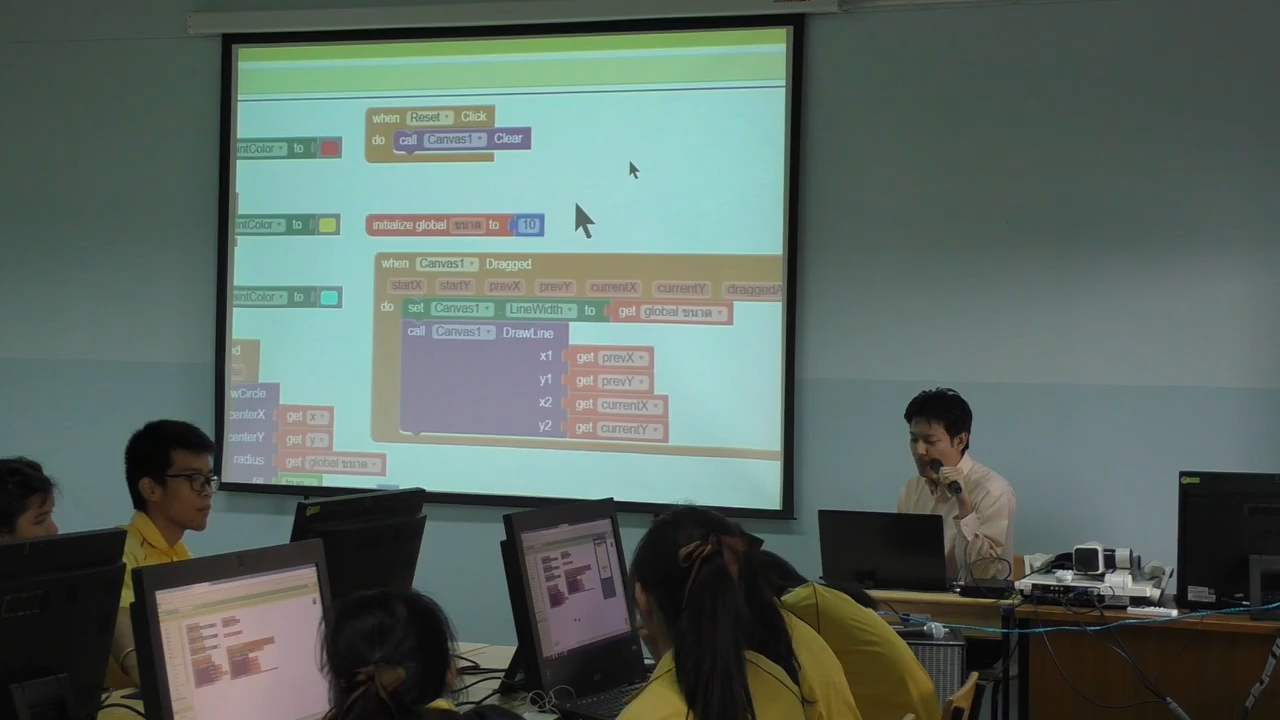 when Reset .Click
do call Canvas1 .Clear
intColor to
initialize global ขนาด to 10
intColor to
when Canvas1 .Dragged
startX startY prevX prevY currentX currentY draggedA
intColor to
do set Canvas1 . LineWidth to get global ขนาด
call Canvas1 .DrawLine
x1 get prevX
y1 get prevY
x2 get currentX
y2 get currentY
wCircle
centerX get x
centerY get y
radius get global ขนาด